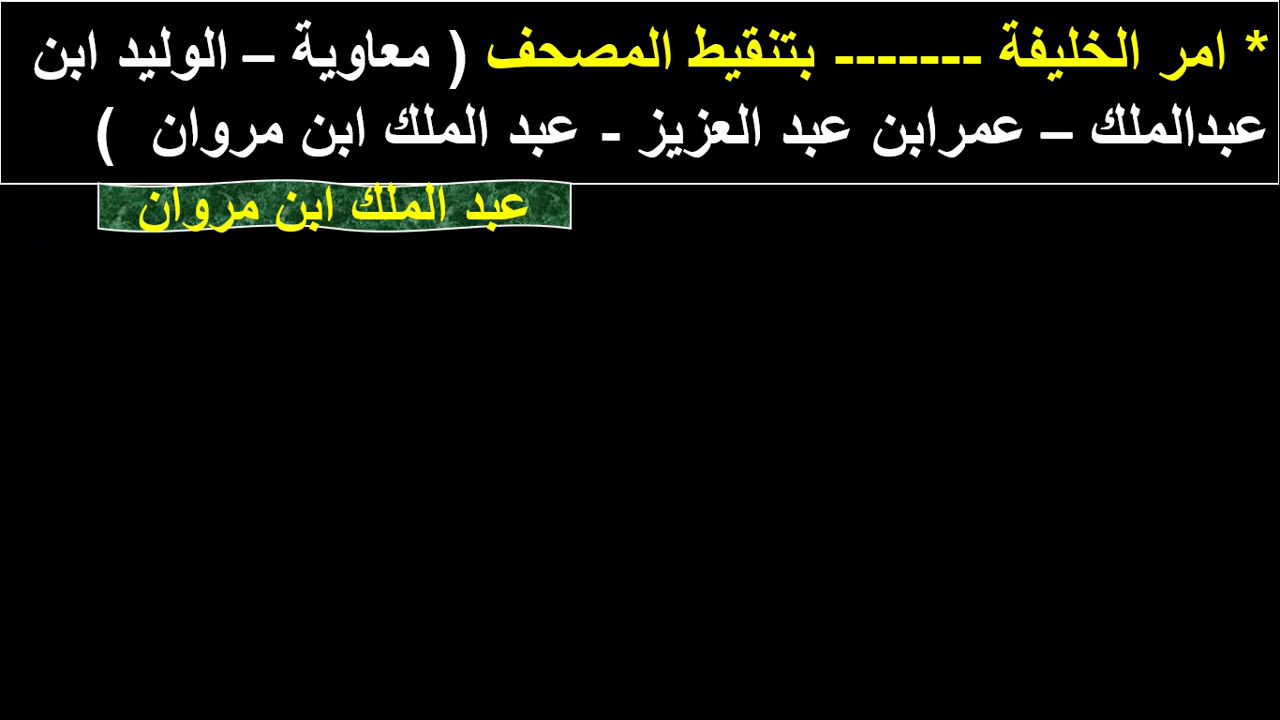 * امر الخليفة ------- بتنقيط المصحف ( معاوية – الوليد ابن
عبدالملك – عمرابن عبد العزيز - عبد الملك ابن مروان )
عبد الملك ابن مروان